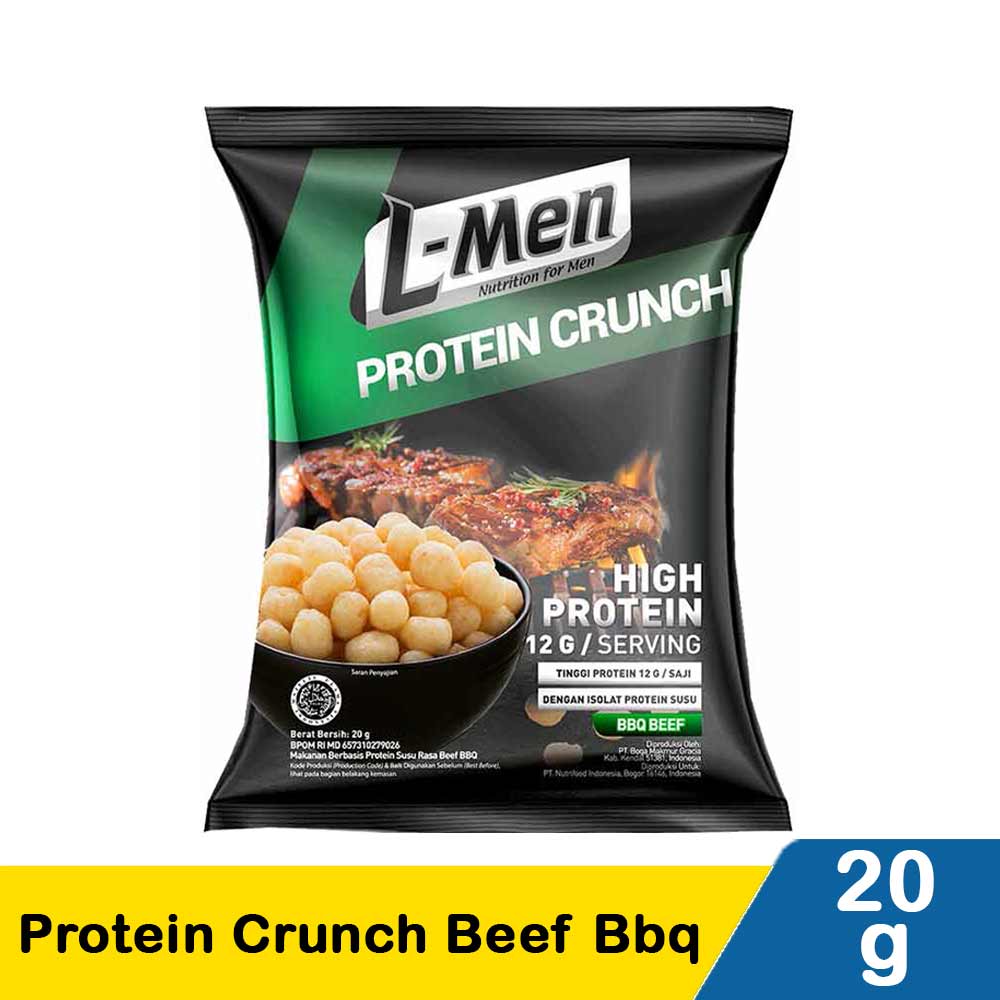 L-Men
Nutrition for Men
PROTEIN CRUNCH
HIGH
PROTEIN
12 G / SERVING
TINGGI PROTEIN 12 G / SAJI
DENGAN ISOLAT PROTEIN SUSU
BBQ BEEF
Saran Penyajian
Berat Bersih: 20 g
BPOM RI MD 657310279026
Makanan Berbasis Protein Susu Rasa Beef BBQ
Kode Produksi (Production Code) & Baik Digunakan Sebelum (Best Before),
lihat pada bagian belakang kemasan
Diproduksi Oleh:
PT. Boga Makmur Gracia
Kab. Kendal 51381, Indonesia
Diproduksi Untuk:
PT. Nutrifood Indonesia, Bogor 16146, Indonesia
Protein Crunch Beef Bbq
20
g